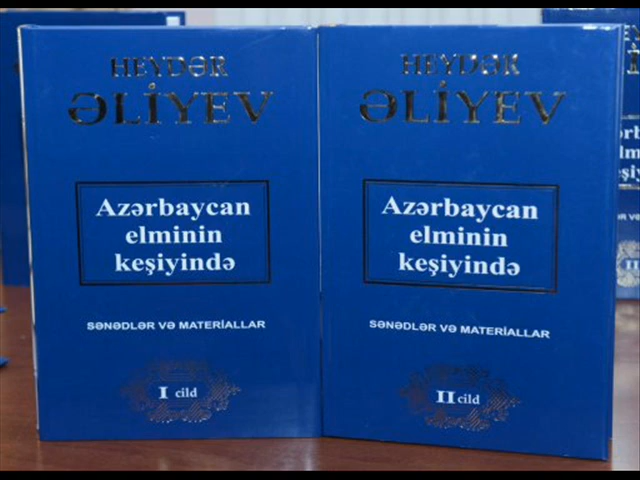 HEYDƏR
ƏLİYEV
Azərbaycan
elminin
keşiyində
SƏNƏDLƏR VƏ MATERİALLAR
I cild
HEYDƏR
ƏLİYEV
Azərbaycan
elminin
keşiyində
SƏNƏDLƏR VƏ MATERİALLAR
II cild
II